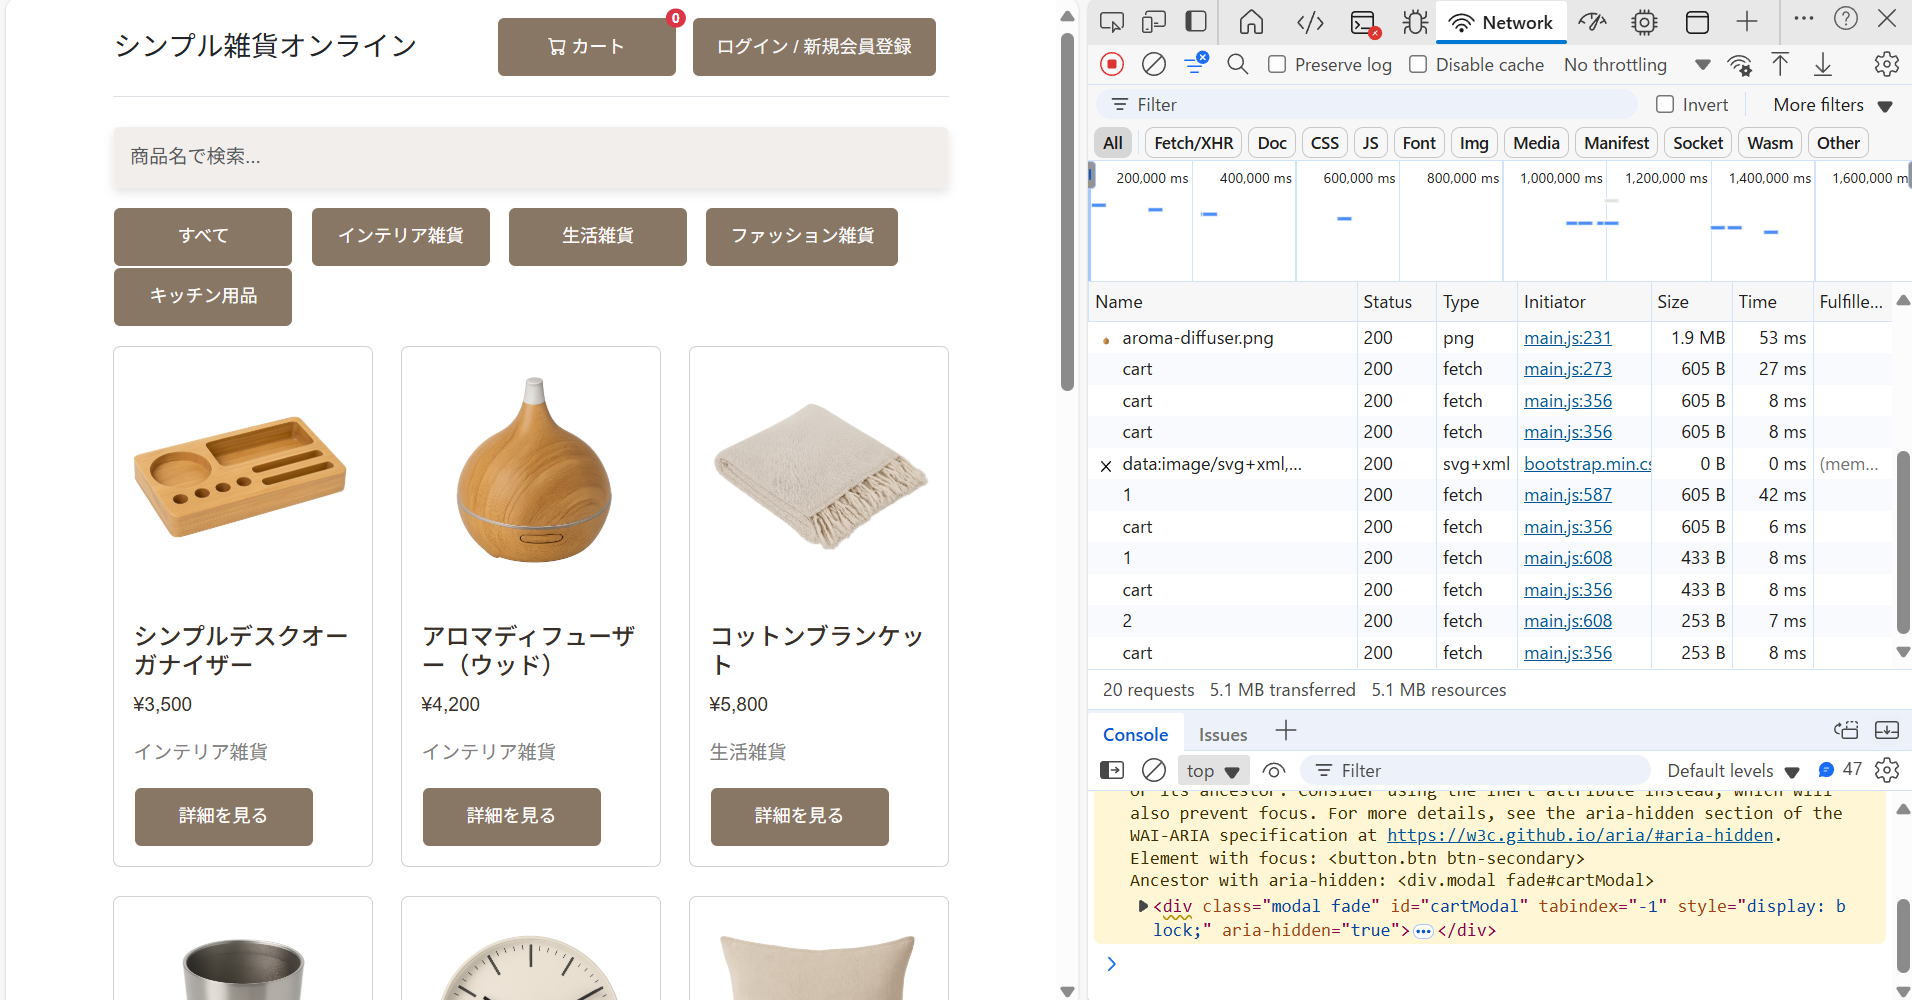 シンプル雑貨オンライン
カート
0
ログイン / 新規会員登録
商品名で検索...
すべて
インテリア雑貨
生活雑貨
ファッション雑貨
キッチン用品
シンプルデスクオー
ガナイザー
¥3,500
インテリア雑貨
詳細を見る
アロマディフューザ
ー（ウッド）
¥4,200
インテリア雑貨
詳細を見る
コットンブランケッ
ト
¥5,800
生活雑貨
詳細を見る
Network
Preserve log
Disable cache
No throttling
Filter
Invert
More filters
All Fetch/XHR Doc CSS JS Font Img Media Manifest Socket Wasm Other
200,000 ms 400,000 ms 600,000 ms 800,000 ms 1,000,000 ms 1,200,000 ms 1,400,000 ms 1,600,000 m
Name Status Type Initiator Size Time Fulfille...
aroma-diffuser.png 200 png main.js:231 1.9 MB 53 ms
cart 200 fetch main.js:273 605 B 27 ms
cart 200 fetch main.js:356 605 B 8 ms
cart 200 fetch main.js:356 605 B 8 ms
data:image/svg+xml,... 200 svg+xml bootstrap.min.cs 0 B 0 ms (mem...
1 200 fetch main.js:587 605 B 42 ms
cart 200 fetch main.js:356 605 B 6 ms
1 200 fetch main.js:608 433 B 8 ms
cart 200 fetch main.js:356 433 B 8 ms
2 200 fetch main.js:608 253 B 7 ms
cart 200 fetch main.js:356 253 B 8 ms
20 requests 5.1 MB transferred 5.1 MB resources
Console Issues
top Filter Default levels 47
or its ancestor. Consider using the inert attribute instead, which will
also prevent focus. For more details, see the aria-hidden section of the
WAI-ARIA specification at https://w3c.github.io/aria/#aria-hidden.
Element with focus: <button.btn btn-secondary>
Ancestor with aria-hidden: <div.modal fade#cartModal>
<div class="modal fade" id="cartModal" tabindex="-1" style="display: b
lock;" aria-hidden="true">…</div>